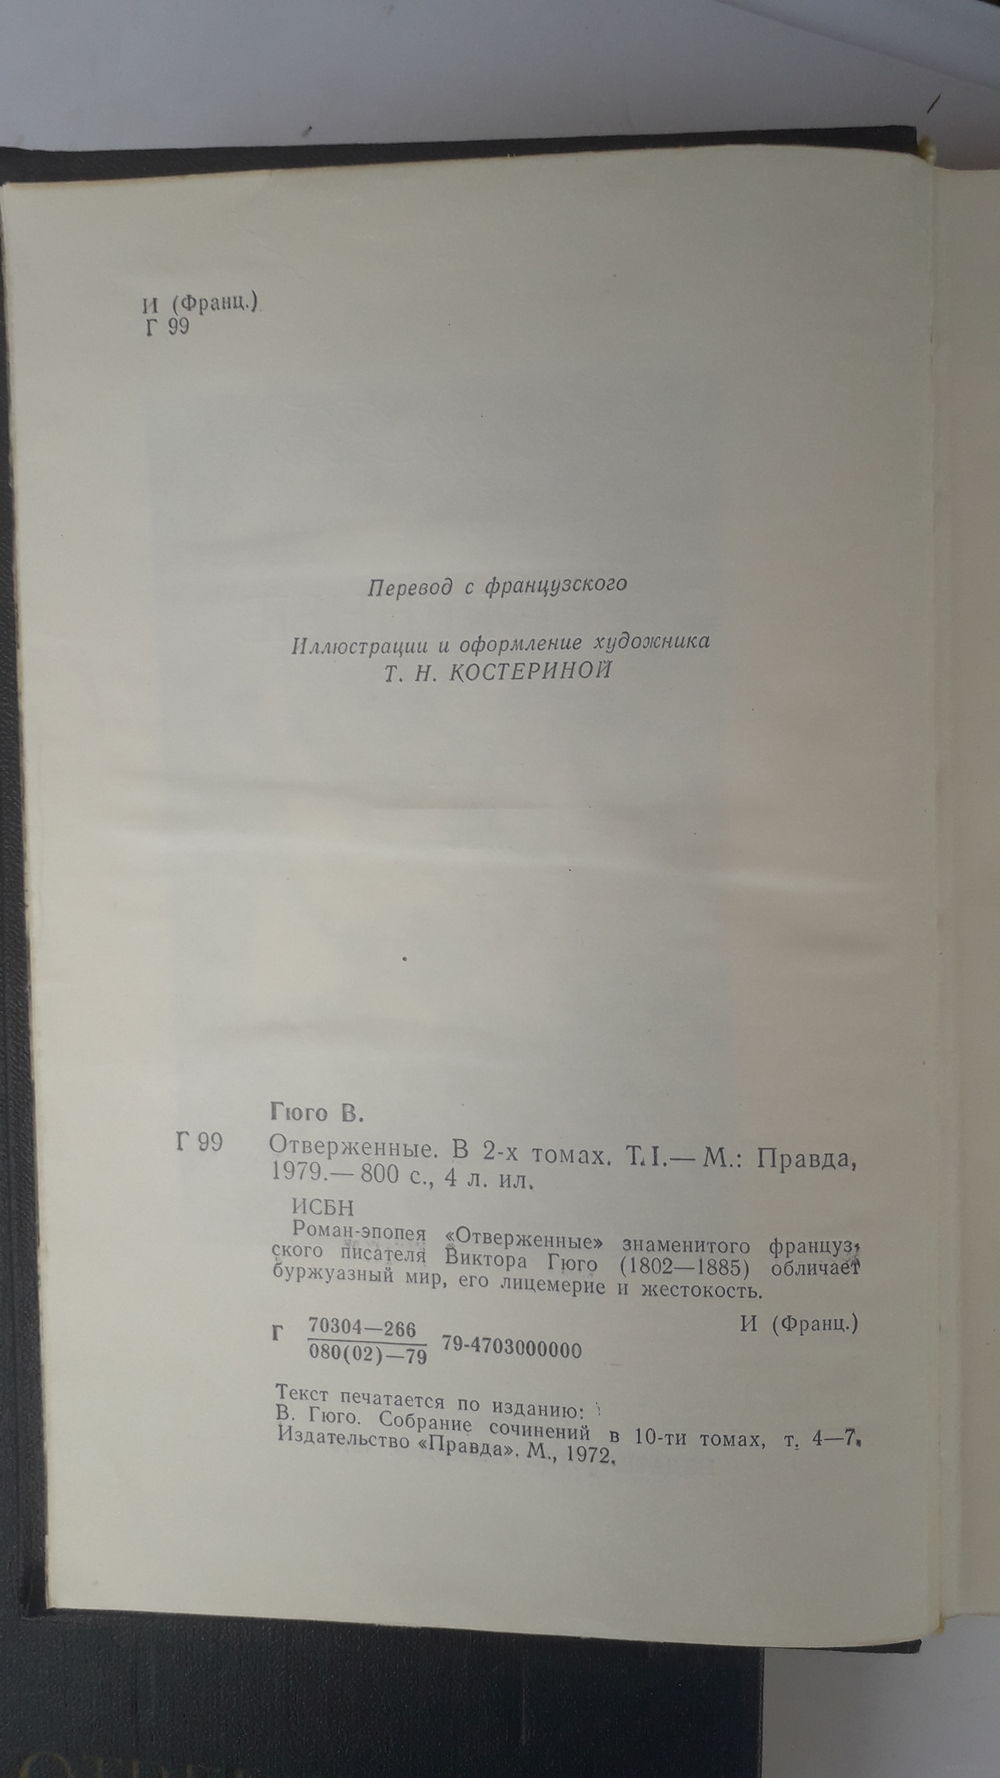 И (Франц.)
Г 99
Перевод с французского
Иллюстрации и оформление художника
Т. Н. КОСТЕРИНОЙ
Гюго В.
Г 99 Отверженные. В 2-х томах. Т. I.— М.: Правда,
1979.— 800 с., 4 л. ил.
ИСБН
Роман-эпопея «Отверженные» знаменитого француз-
ского писателя Виктора Гюго (1802—1885) обличает
буржуазный мир, его лицемерие и жестокость.
Г 70304—266 И (Франц.)
080(02)—79 79-4703000000
Текст печатается по изданию:
В. Гюго. Собрание сочинений в 10-ти томах, т. 4—7.
Издательство «Правда». М., 1972.